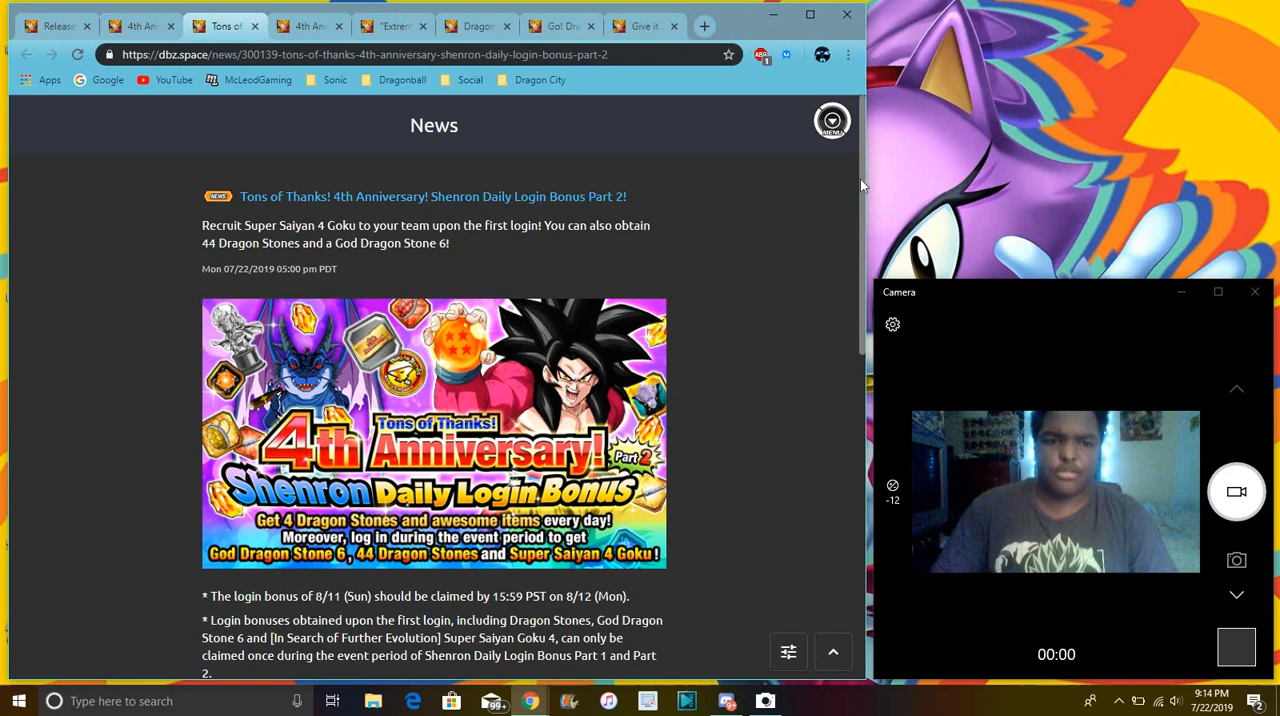 Release
4th An
Tons of
4th Ann
"Extrem
Dragon
Go! Dra
Give it
https://dbz.space/news/300139-tons-of-thanks-4th-anniversary-shenron-daily-login-bonus-part-2
ABP
1
Apps
Google
YouTube
McLeodGaming
Sonic
Dragonball
Social
Dragon City
News
MENU
NEWS
Tons of Thanks! 4th Anniversary! Shenron Daily Login Bonus Part 2!
Recruit Super Saiyan 4 Goku to your team upon the first login! You can also obtain
44 Dragon Stones and a God Dragon Stone 6!
Mon 07/22/2019 05:00 pm PDT
Tons of Thanks!
4th Anniversary!
Part 2
Shenron Daily Login Bonus
Get 4 Dragon Stones and awesome items every day!
Moreover, log in during the event period to get
God Dragon Stone 6, 44 Dragon Stones and Super Saiyan 4 Goku!
* The login bonus of 8/11 (Sun) should be claimed by 15:59 PST on 8/12 (Mon).
* Login bonuses obtained upon the first login, including Dragon Stones, God Dragon
Stone 6 and [In Search of Further Evolution] Super Saiyan Goku 4, can only be
claimed once during the event period of Shenron Daily Login Bonus Part 1 and Part
2.
Camera
-12
00:00
Type here to search
99+
9+
9:14 PM
7/22/2019
2